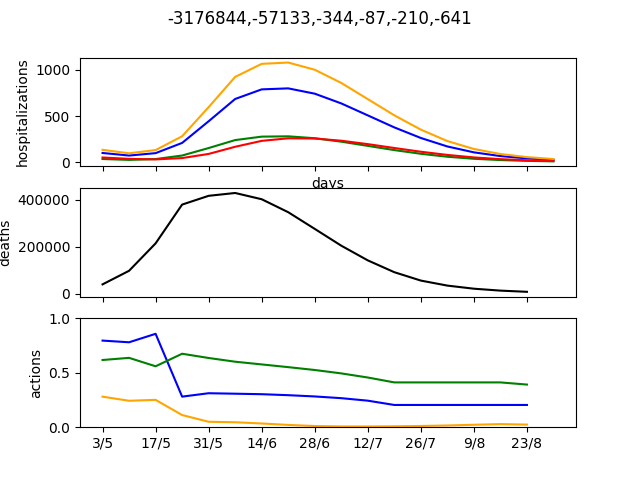 -3176844,-57133,-344,-87,-210,-641
hospitalizations
1000
500
0
days
deaths
400000
200000
0
actions
1.0
0.5
0.0
3/5 17/5 31/5 14/6 28/6 12/7 26/7 9/8 23/8